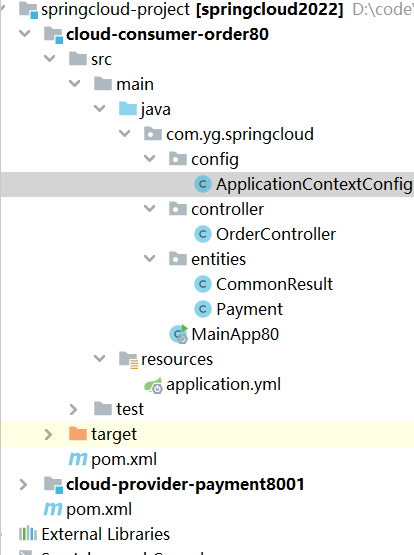 springcloud-project [springcloud2022] D:\code\
cloud-consumer-order80
src
main
java
com.yg.springcloud
config
ApplicationContextConfig
controller
OrderController
entities
CommonResult
Payment
MainApp80
resources
application.yml
test
target
pom.xml
cloud-provider-payment8001
pom.xml
External Libraries